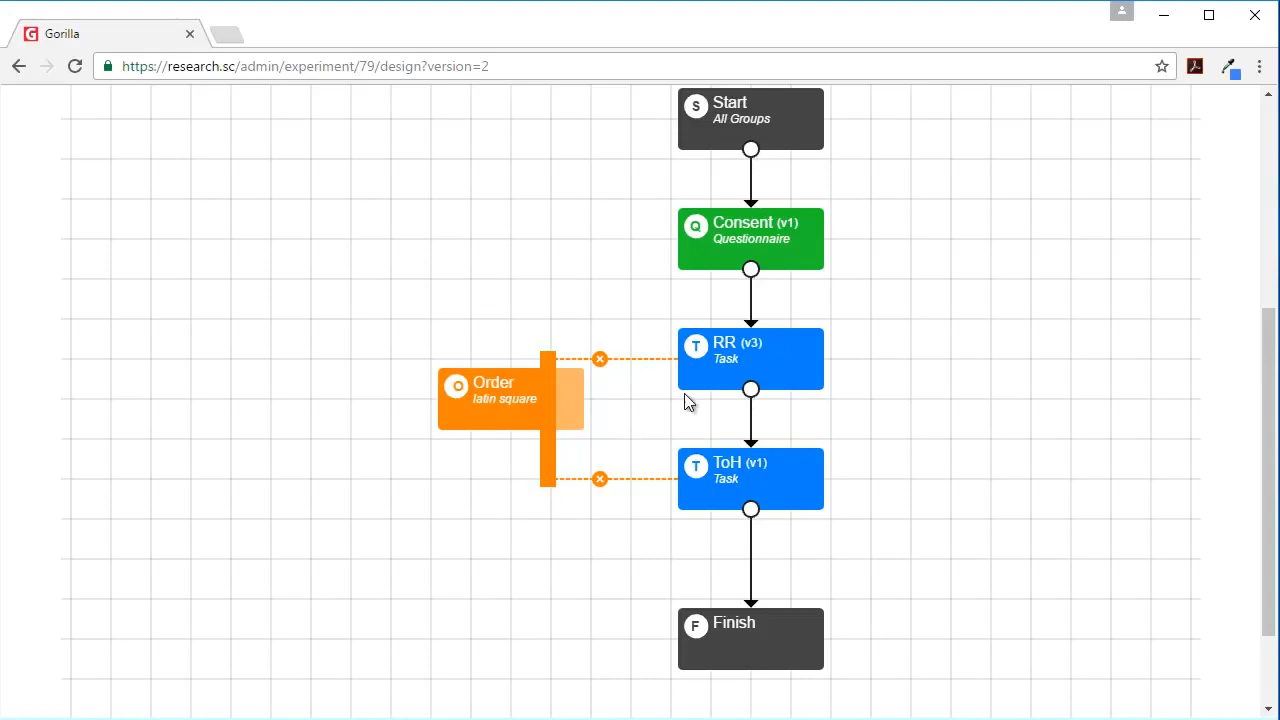 Gorilla
https://research.sc/admin/experiment/79/design?version=2
S Start
All Groups
Q Consent (v1)
Questionnaire
T RR (v3)
Task
O Order
latin square
T ToH (v1)
Task
F Finish